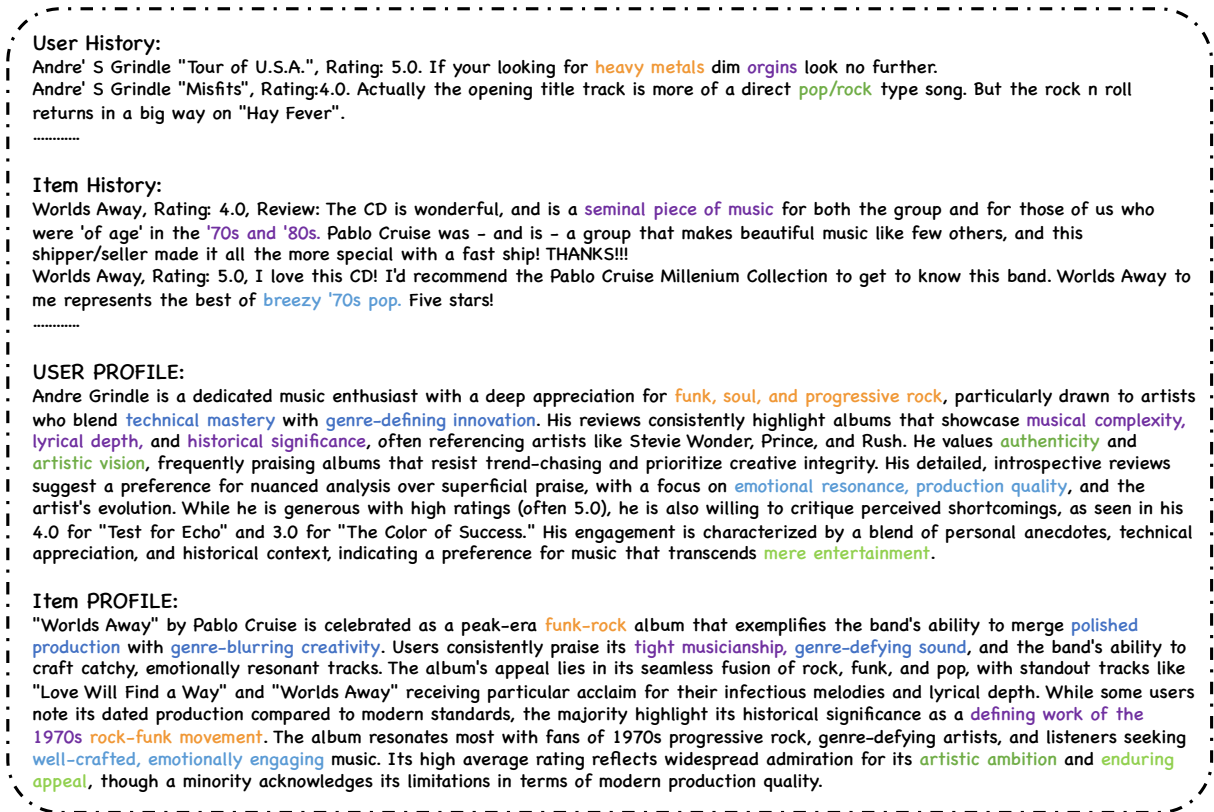 User History:
Andre' S Grindle "Tour of U.S.A.", Rating: 5.0. If your looking for heavy metals dim orgins look no further.
Andre' S Grindle "Misfits", Rating:4.0. Actually the opening title track is more of a direct pop/rock type song. But the rock n roll
returns in a big way on "Hay Fever".
............
Item History:
Worlds Away, Rating: 4.0, Review: The CD is wonderful, and is a seminal piece of music for both the group and for those of us who
were 'of age' in the '70s and '80s. Pablo Cruise was - and is - a group that makes beautiful music like few others, and this
shipper/seller made it all the more special with a fast ship! THANKS!!!
Worlds Away, Rating: 5.0, I love this CD! I'd recommend the Pablo Cruise Millenium Collection to get to know this band. Worlds Away to
me represents the best of breezy '70s pop. Five stars!
............
USER PROFILE:
Andre Grindle is a dedicated music enthusiast with a deep appreciation for funk, soul, and progressive rock, particularly drawn to artists
who blend technical mastery with genre-defining innovation. His reviews consistently highlight albums that showcase musical complexity,
lyrical depth, and historical significance, often referencing artists like Stevie Wonder, Prince, and Rush. He values authenticity and
artistic vision, frequently praising albums that resist trend-chasing and prioritize creative integrity. His detailed, introspective reviews
suggest a preference for nuanced analysis over superficial praise, with a focus on emotional resonance, production quality, and the
artist's evolution. While he is generous with high ratings (often 5.0), he is also willing to critique perceived shortcomings, as seen in his
4.0 for "Test for Echo" and 3.0 for "The Color of Success." His engagement is characterized by a blend of personal anecdotes, technical
appreciation, and historical context, indicating a preference for music that transcends mere entertainment.
Item PROFILE:
"Worlds Away" by Pablo Cruise is celebrated as a peak-era funk-rock album that exemplifies the band's ability to merge polished
production with genre-blurring creativity. Users consistently praise its tight musicianship, genre-defying sound, and the band's ability to
craft catchy, emotionally resonant tracks. The album's appeal lies in its seamless fusion of rock, funk, and pop, with standout tracks like
"Love Will Find a Way" and "Worlds Away" receiving particular acclaim for their infectious melodies and lyrical depth. While some users
note its dated production compared to modern standards, the majority highlight its historical significance as a defining work of the
1970s rock-funk movement. The album resonates most with fans of 1970s progressive rock, genre-defying artists, and listeners seeking
well-crafted, emotionally engaging music. Its high average rating reflects widespread admiration for its artistic ambition and enduring
appeal, though a minority acknowledges its limitations in terms of modern production quality.